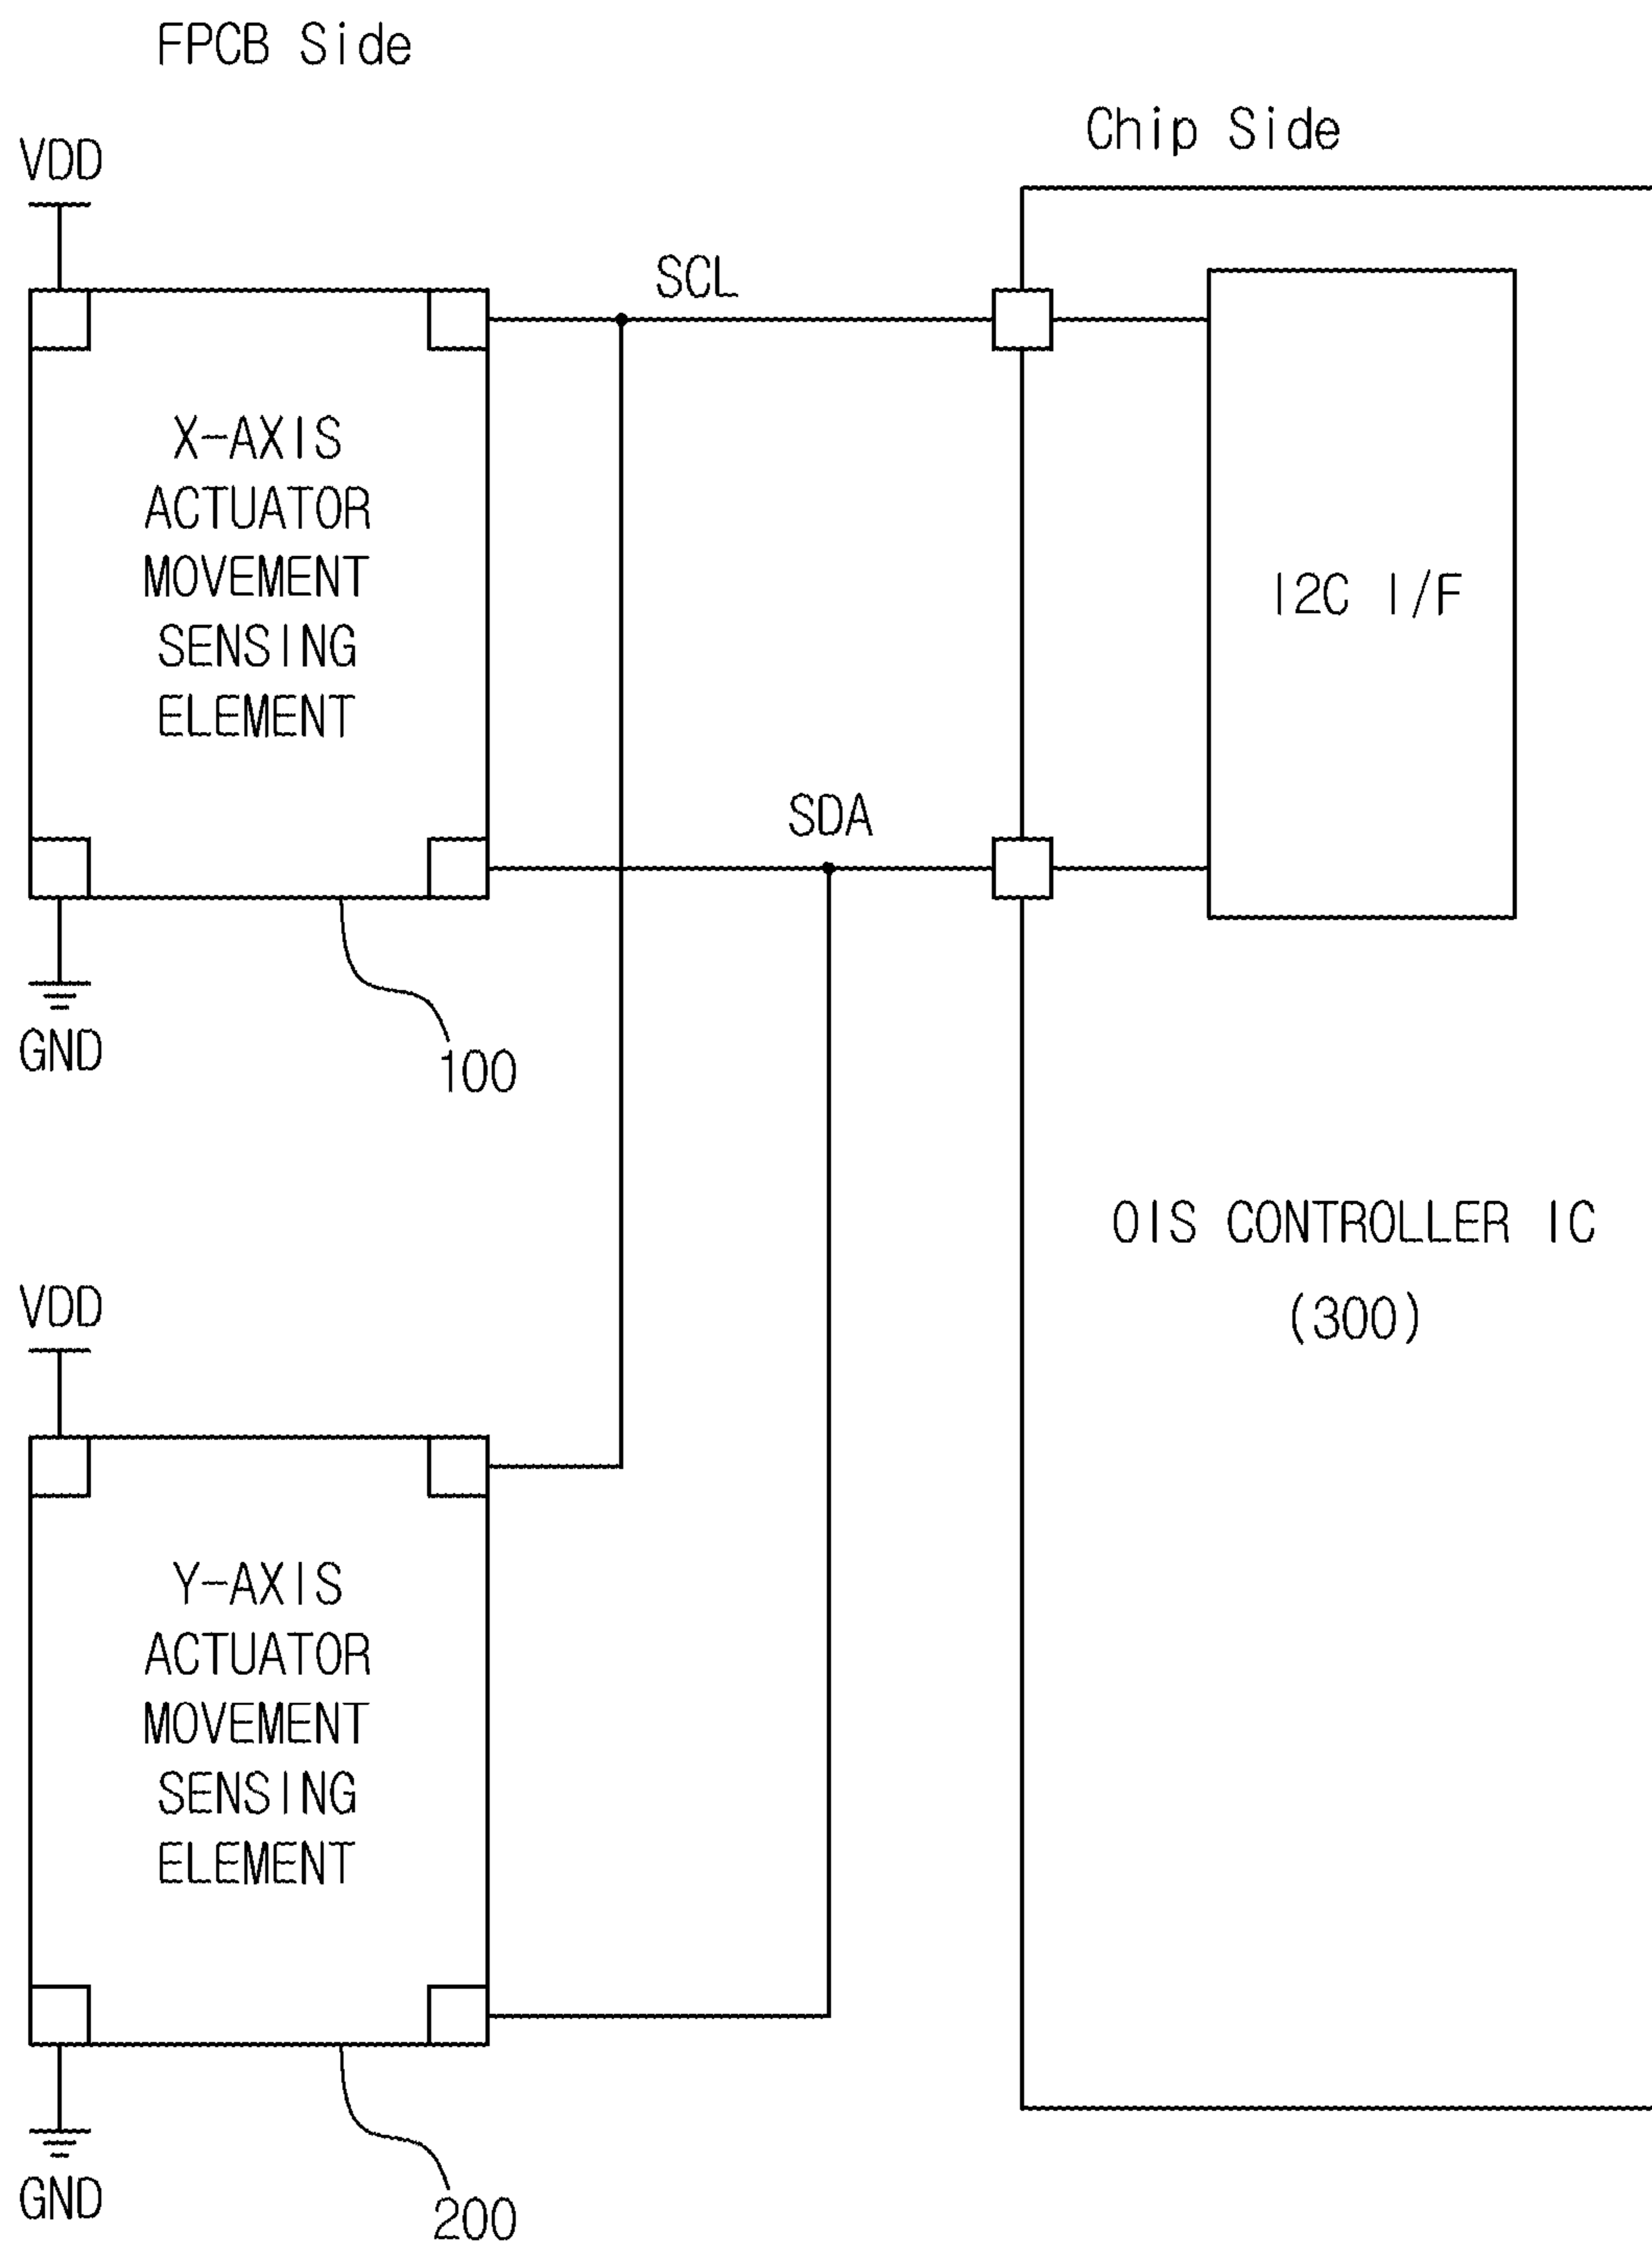 FPCB Side
Chip Side
VDD
SCL
X-AXIS
ACTUATOR
MOVEMENT
SENSING
ELEMENT
I2C I/F
SDA
GND
100
OIS CONTROLLER IC
(300)
VDD
Y-AXIS
ACTUATOR
MOVEMENT
SENSING
ELEMENT
GND
200